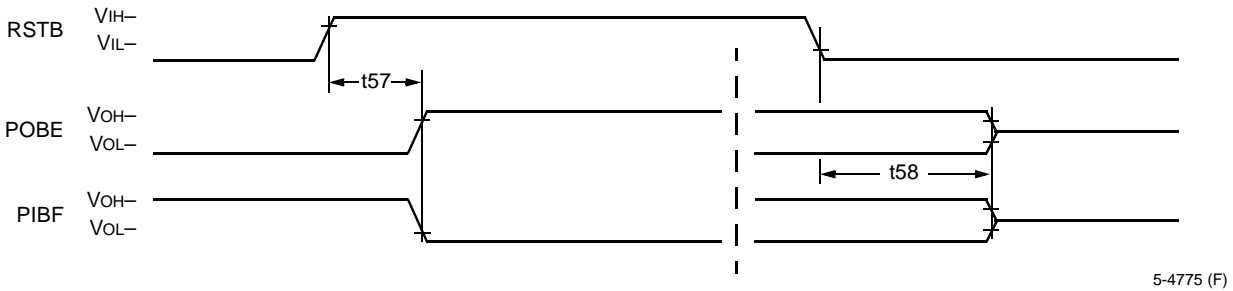 RSTB
VIH–
VIL–
t57
POBE
VOH–
VOL–
t58
PIBF
VOH–
VOL–
5-4775 (F)